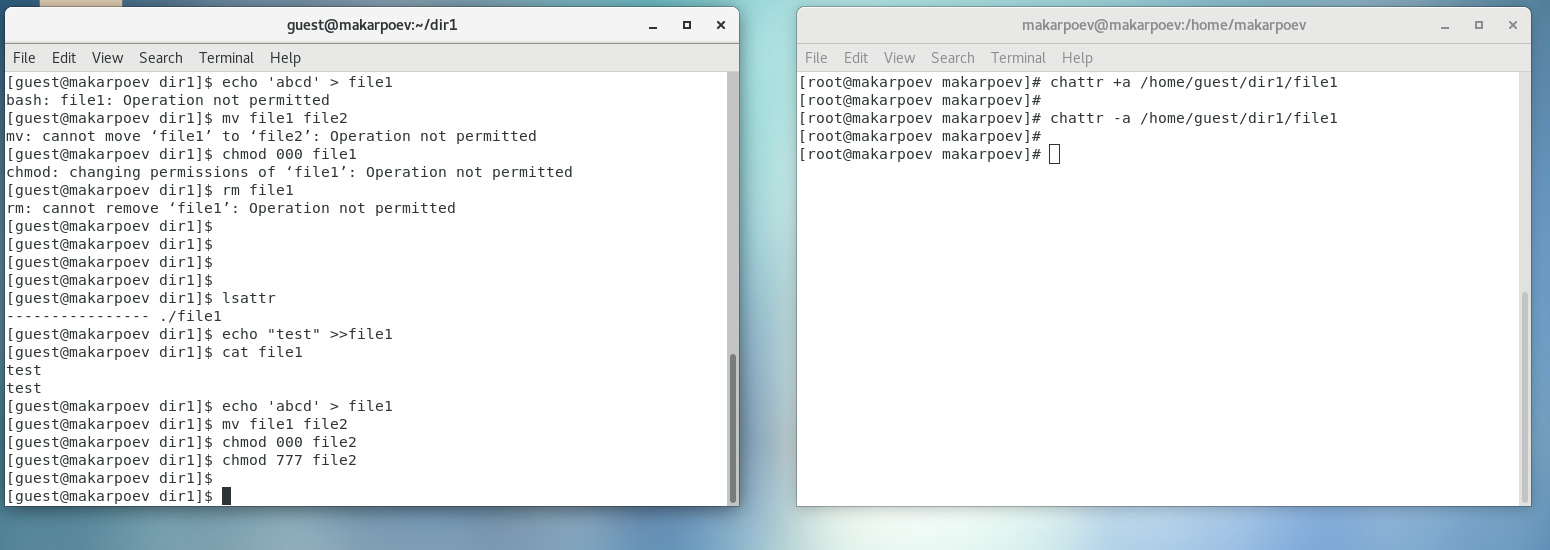 guest@makarpoev:~/dir1
File Edit View Search Terminal Help
[guest@makarpoev dir1]$ echo 'abcd' > file1
bash: file1: Operation not permitted
[guest@makarpoev dir1]$ mv file1 file2
mv: cannot move ‘file1’ to ‘file2’: Operation not permitted
[guest@makarpoev dir1]$ chmod 000 file1
chmod: changing permissions of ‘file1’: Operation not permitted
[guest@makarpoev dir1]$ rm file1
rm: cannot remove ‘file1’: Operation not permitted
[guest@makarpoev dir1]$
[guest@makarpoev dir1]$
[guest@makarpoev dir1]$
[guest@makarpoev dir1]$
[guest@makarpoev dir1]$ lsattr
---------------- ./file1
[guest@makarpoev dir1]$ echo "test" >>file1
[guest@makarpoev dir1]$ cat file1
test
test
[guest@makarpoev dir1]$ echo 'abcd' > file1
[guest@makarpoev dir1]$ mv file1 file2
[guest@makarpoev dir1]$ chmod 000 file2
[guest@makarpoev dir1]$ chmod 777 file2
[guest@makarpoev dir1]$
[guest@makarpoev dir1]$
makarpoev@makarpoev:/home/makarpoev
File Edit View Search Terminal Help
[root@makarpoev makarpoev]# chattr +a /home/guest/dir1/file1
[root@makarpoev makarpoev]#
[root@makarpoev makarpoev]# chattr -a /home/guest/dir1/file1
[root@makarpoev makarpoev]#
[root@makarpoev makarpoev]#